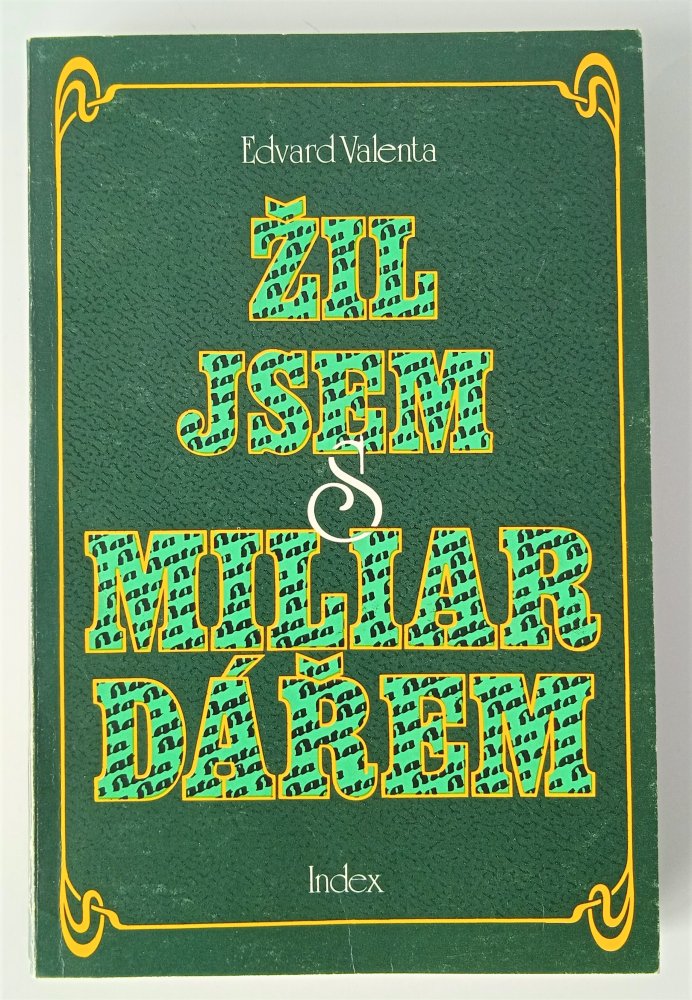 Edvard Valenta
ŽIL
JSEM
S
MILIAR
DÁŘEM
Index